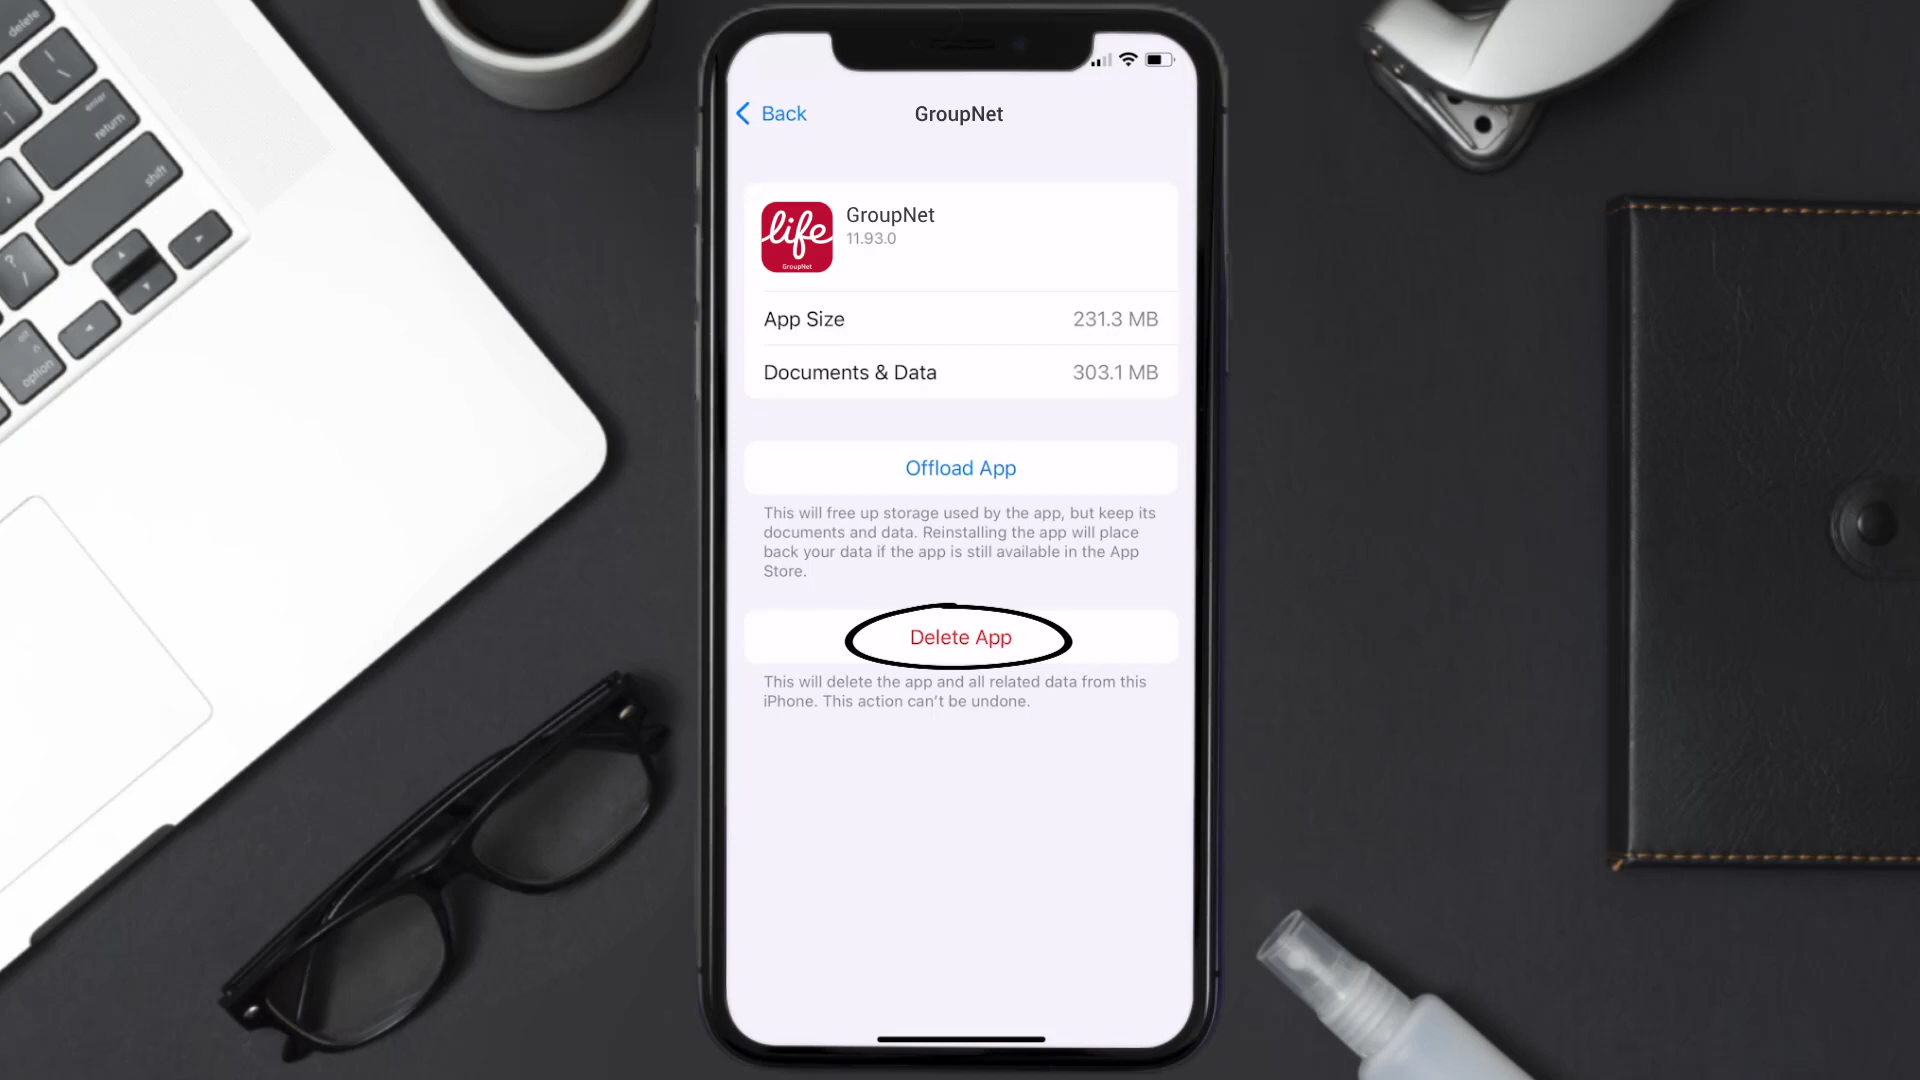 delete
enter
return
shift
option
Back
GroupNet
life
GroupNet
GroupNet
11.93.0
App Size 231.3 MB
Documents & Data 303.1 MB
Offload App
This will free up storage used by the app, but keep its
documents and data. Reinstalling the app will place
back your data if the app is still available in the App
Store.
Delete App
This will delete the app and all related data from this
iPhone. This action can't be undone.